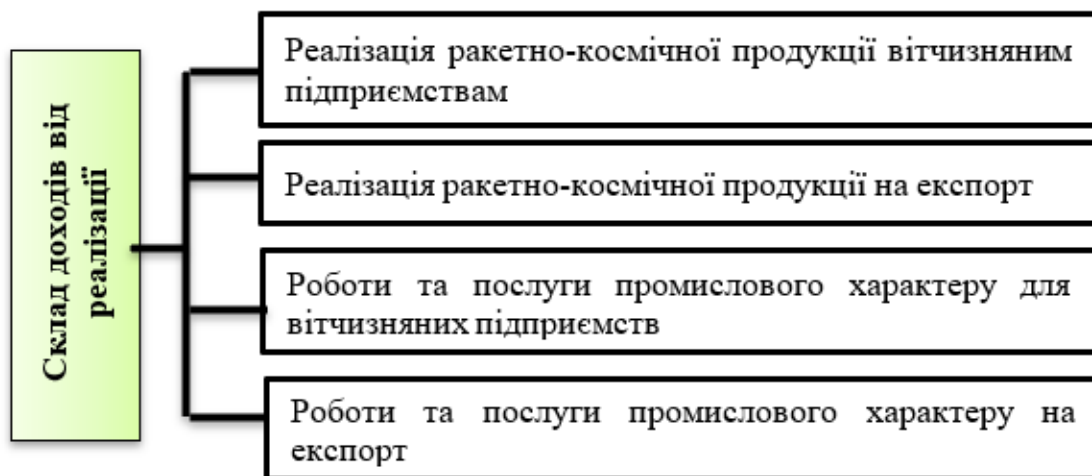 Склад доходів від
реалізації
Реалізація ракетно-космічної продукції вітчизняним
підприємствам
Реалізація ракетно-космічної продукції на експорт
Роботи та послуги промислового характеру для
вітчизняних підприємств
Роботи та послуги промислового характеру на
експорт